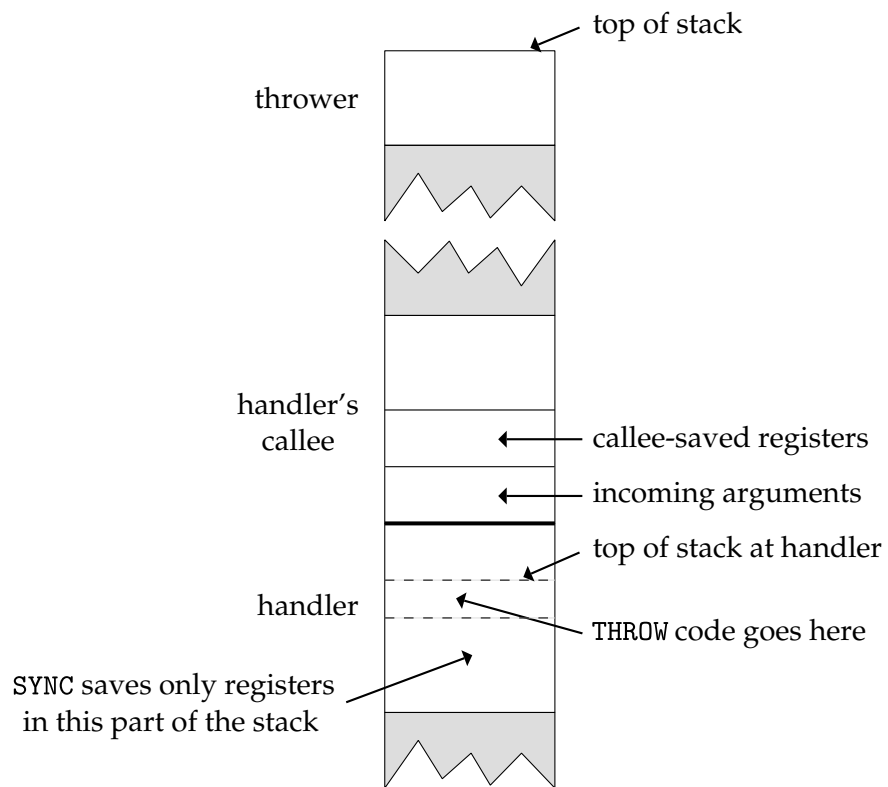 top of stack
thrower
handler's
callee
callee-saved registers
incoming arguments
top of stack at handler
handler
THROW code goes here
SYNC saves only registers
in this part of the stack